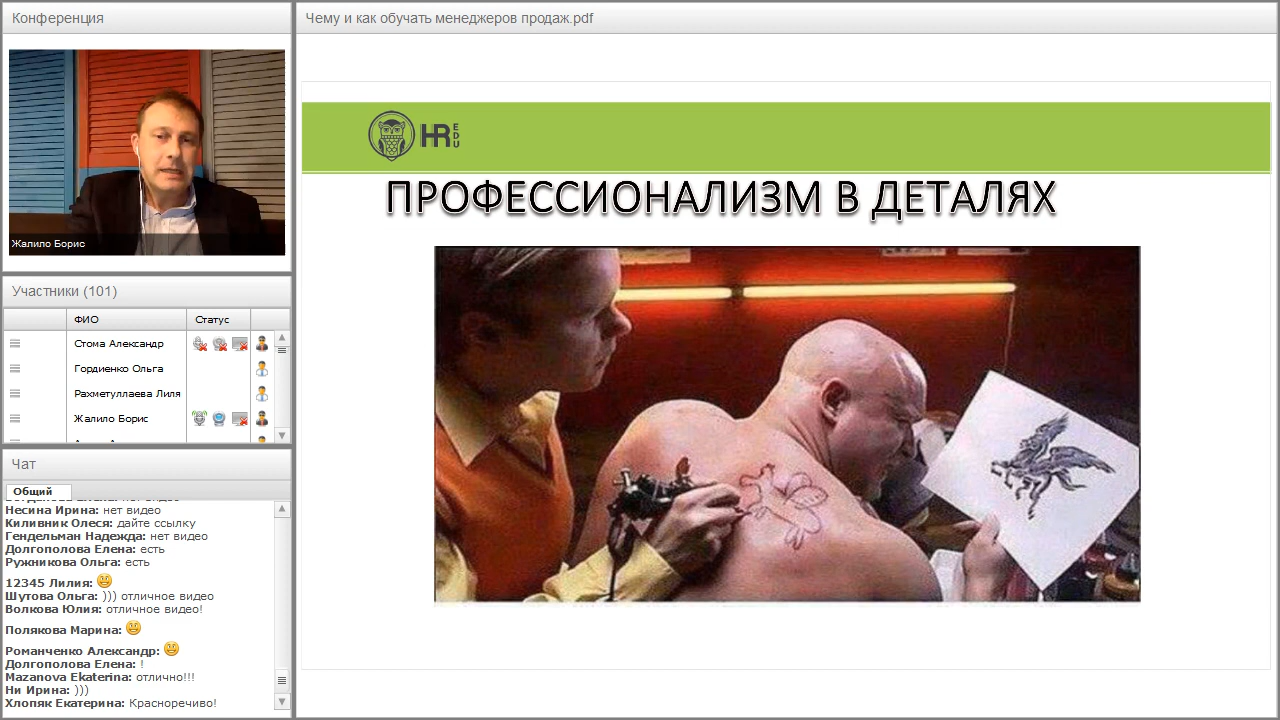 Конференция
Жалило Борис
Участники (101)
ФИО Статус
Стома Александр
Гордиенко Ольга
Рахметуллаева Лиля
Жалило Борис
Чат
Общий
Несина Ирина: нет видео
Киливник Олеся: дайте ссылку
Гендельман Надежда: нет видео
Долгополова Елена: есть
Ружникова Ольга: есть
12345 Лилия:
Шутова Ольга: ))) отличное видео
Волкова Юлия: отличное видео!
Полякова Марина:
Романченко Александр:
Долгополова Елена: !
Mazanova Ekaterina: отлично!!!
Ни Ирина: )))
Хлопяк Екатерина: Красноречиво!
Чему и как обучать менеджеров продаж.pdf
HR EDU
ПРОФЕССИОНАЛИЗМ В ДЕТАЛЯХ